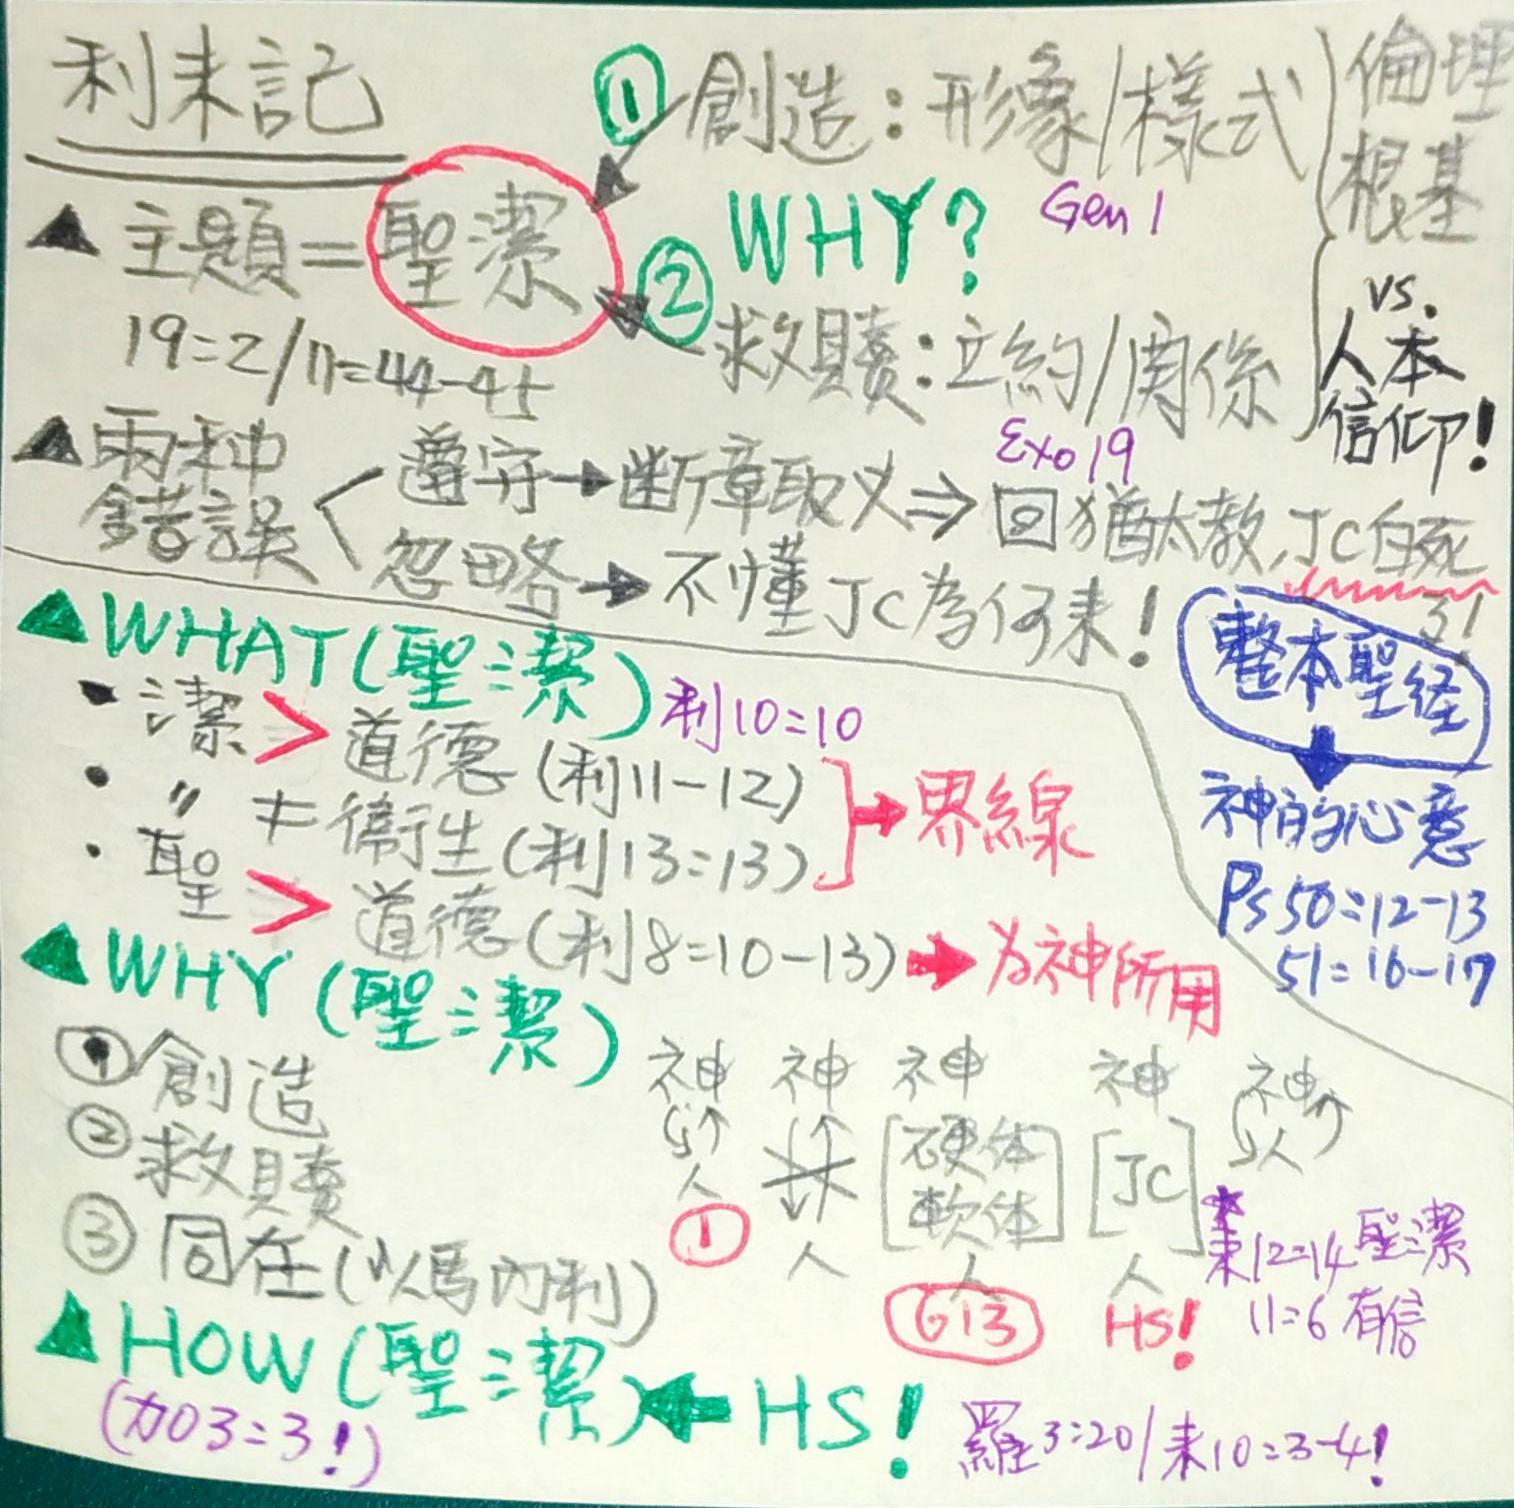 利未記
① 創造：形像/樣式
Gen 1
▲ 主題＝聖潔
WHY?
19=2/11=44-45
② 救贖：立約/関係
Exo 19
倫理
根基
vs.
人本
信仰！
▲ 兩种
錯誤
遵守→断章取义⇒回猶太教，JC白死
了！
忽略→不懂JC為何来！
整本聖経
神的心意
Ps 50=12-13
51=16-17
▲ WHAT(聖潔)
利10=10
• 潔 > 道德 (利11-12)
• 〃 ≠ 衛生 (利13=13)
→界線
• 聖 > 道德 (利8=10-13) → 为神所用
▲ WHY (聖潔)
① 創造
② 救贖
③ 同在(以馬內利)
神 神 神 神 神
[硬体 [JC]
軟体]
人 人 人 人 人
①
613
HS!
*来12=14 聖潔
11=6 有信
▲ HOW (聖潔) ← HS!
(加03=3!)
羅3=20/来10=3-4!